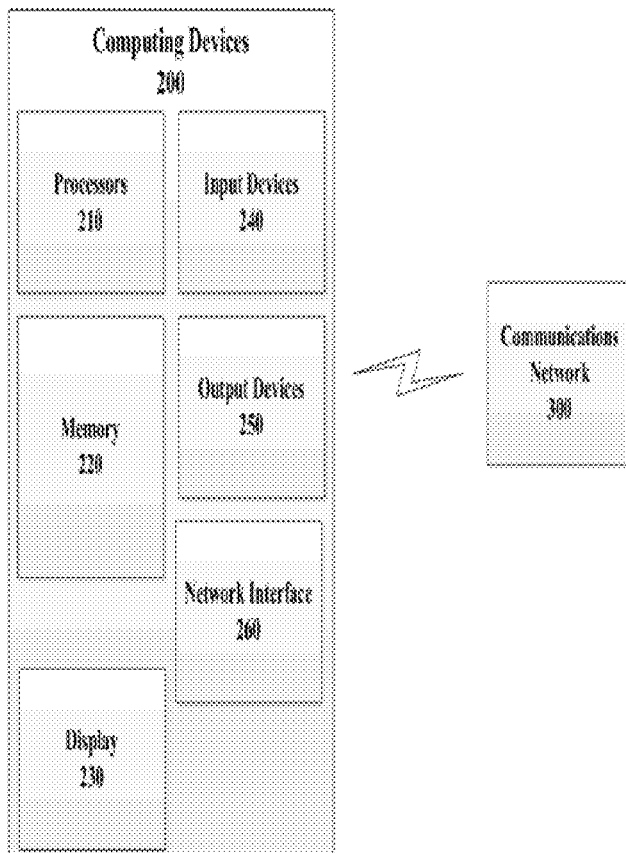 Computing Devices
200
Processors
210
Input Devices
240
Memory
220
Output Devices
250
Network Interface
260
Display
230
Communications
Network
300